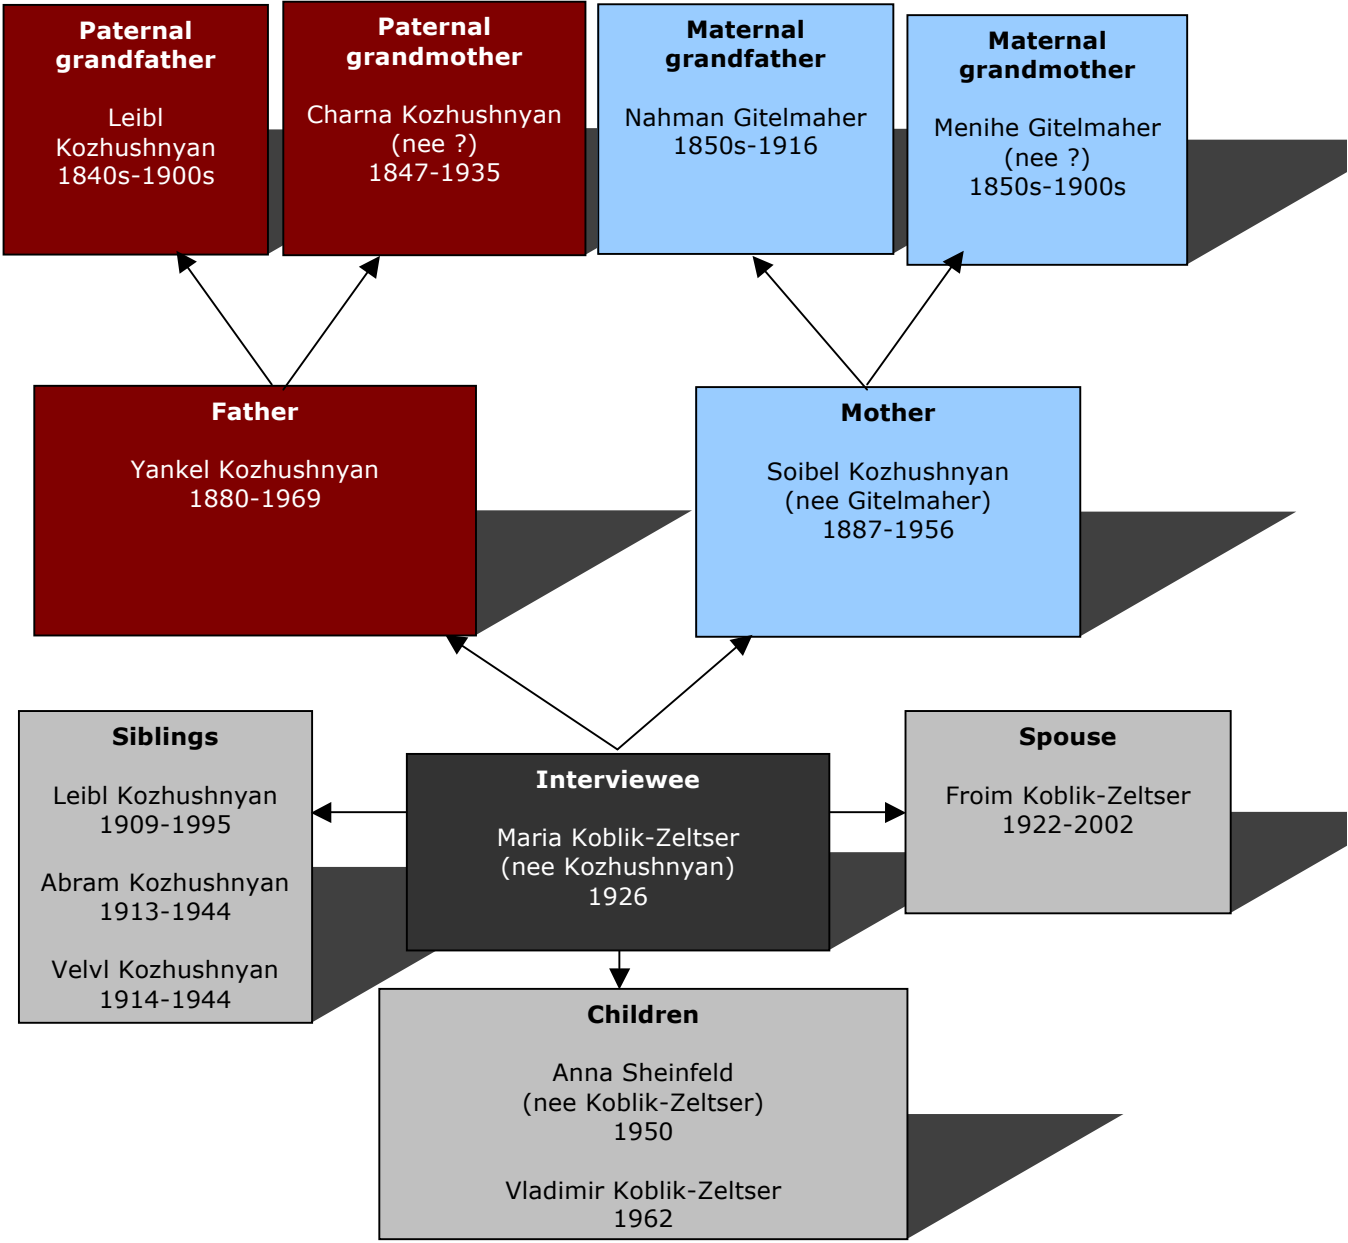 Paternal
grandfather
Leibl
Kozhushnyan
1840s-1900s
Paternal
grandmother
Charna Kozhushnyan
(nee ?)
1847-1935
Maternal
grandfather
Nahman Gitelmaher
1850s-1916
Maternal
grandmother
Menihe Gitelmaher
(nee ?)
1850s-1900s
Father
Yankel Kozhushnyan
1880-1969
Mother
Soibel Kozhushnyan
(nee Gitelmaher)
1887-1956
Siblings
Leibl Kozhushnyan
1909-1995
Abram Kozhushnyan
1913-1944
Velvl Kozhushnyan
1914-1944
Interviewee
Maria Koblik-Zeltser
(nee Kozhushnyan)
1926
Spouse
Froim Koblik-Zeltser
1922-2002
Children
Anna Sheinfeld
(nee Koblik-Zeltser)
1950
Vladimir Koblik-Zeltser
1962